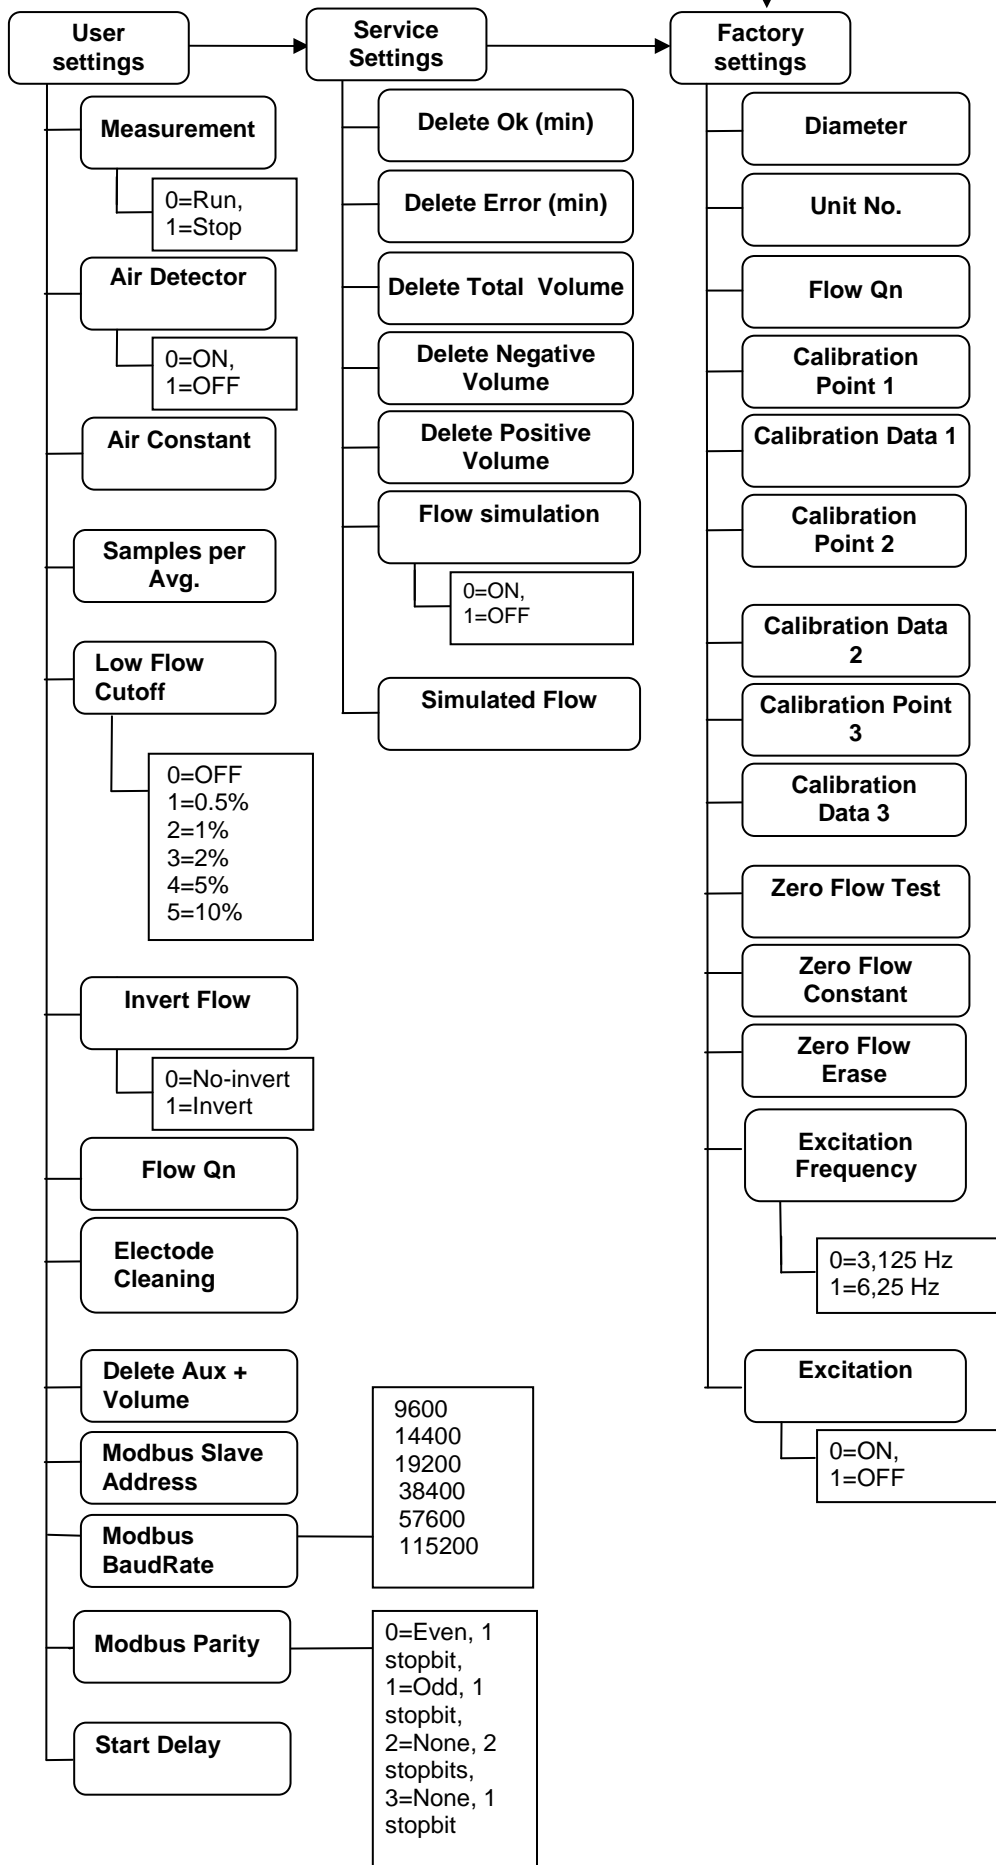 User
settings
Service
Settings
Factory
settings
Measurement
0=Run,
1=Stop
Air Detector
0=ON,
1=OFF
Air Constant
Samples per
Avg.
Low Flow
Cutoff
0=OFF
1=0.5%
2=1%
3=2%
4=5%
5=10%
Invert Flow
0=No-invert
1=Invert
Flow Qn
Electode
Cleaning
Delete Aux +
Volume
Modbus Slave
Address
Modbus
BaudRate
9600
14400
19200
38400
57600
115200
Modbus Parity
0=Even, 1
stopbit,
1=Odd, 1
stopbit,
2=None, 2
stopbits,
3=None, 1
stopbit
Start Delay
Delete Ok (min)
Delete Error (min)
Delete Total Volume
Delete Negative
Volume
Delete Positive
Volume
Flow simulation
0=ON,
1=OFF
Simulated Flow
Diameter
Unit No.
Flow Qn
Calibration
Point 1
Calibration Data 1
Calibration
Point 2
Calibration Data
2
Calibration Point
3
Calibration
Data 3
Zero Flow Test
Zero Flow
Constant
Zero Flow
Erase
Excitation
Frequency
0=3,125 Hz
1=6,25 Hz
Excitation
0=ON,
1=OFF